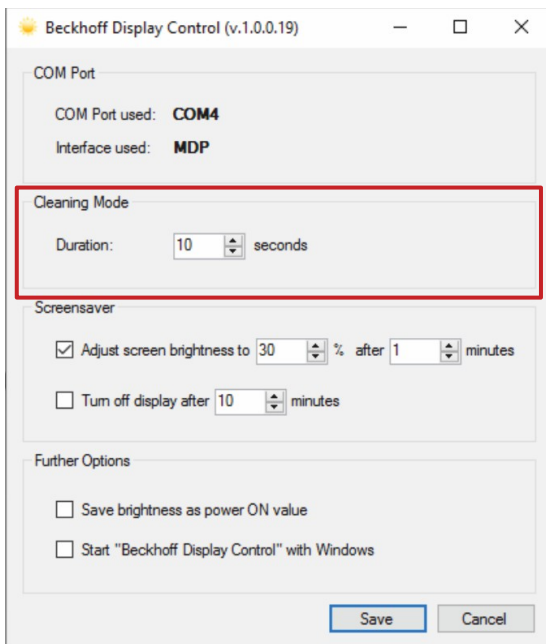 Beckhoff Display Control (v.1.0.0.19)
COM Port
COM Port used: COM4
Interface used: MDP
Cleaning Mode
Duration: 10 seconds
Screensaver
Adjust screen brightness to 30 % after 1 minutes
Turn off display after 10 minutes
Further Options
Save brightness as power ON value
Start "Beckhoff Display Control" with Windows
Save Cancel